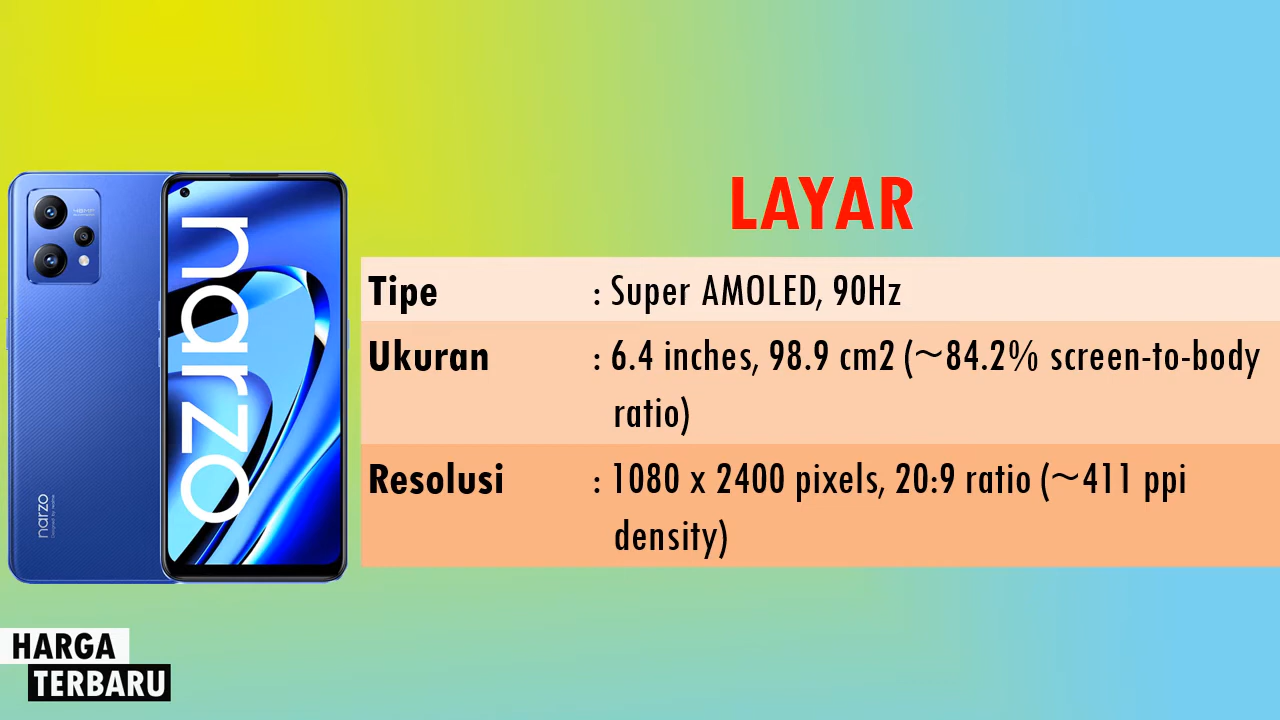 LAYAR
Tipe : Super AMOLED, 90Hz
Ukuran : 6.4 inches, 98.9 cm2 (~84.2% screen-to-body
ratio)
Resolusi : 1080 x 2400 pixels, 20:9 ratio (~411 ppi
density)
narzo
narzo
48MP
HARGA
TERBARU